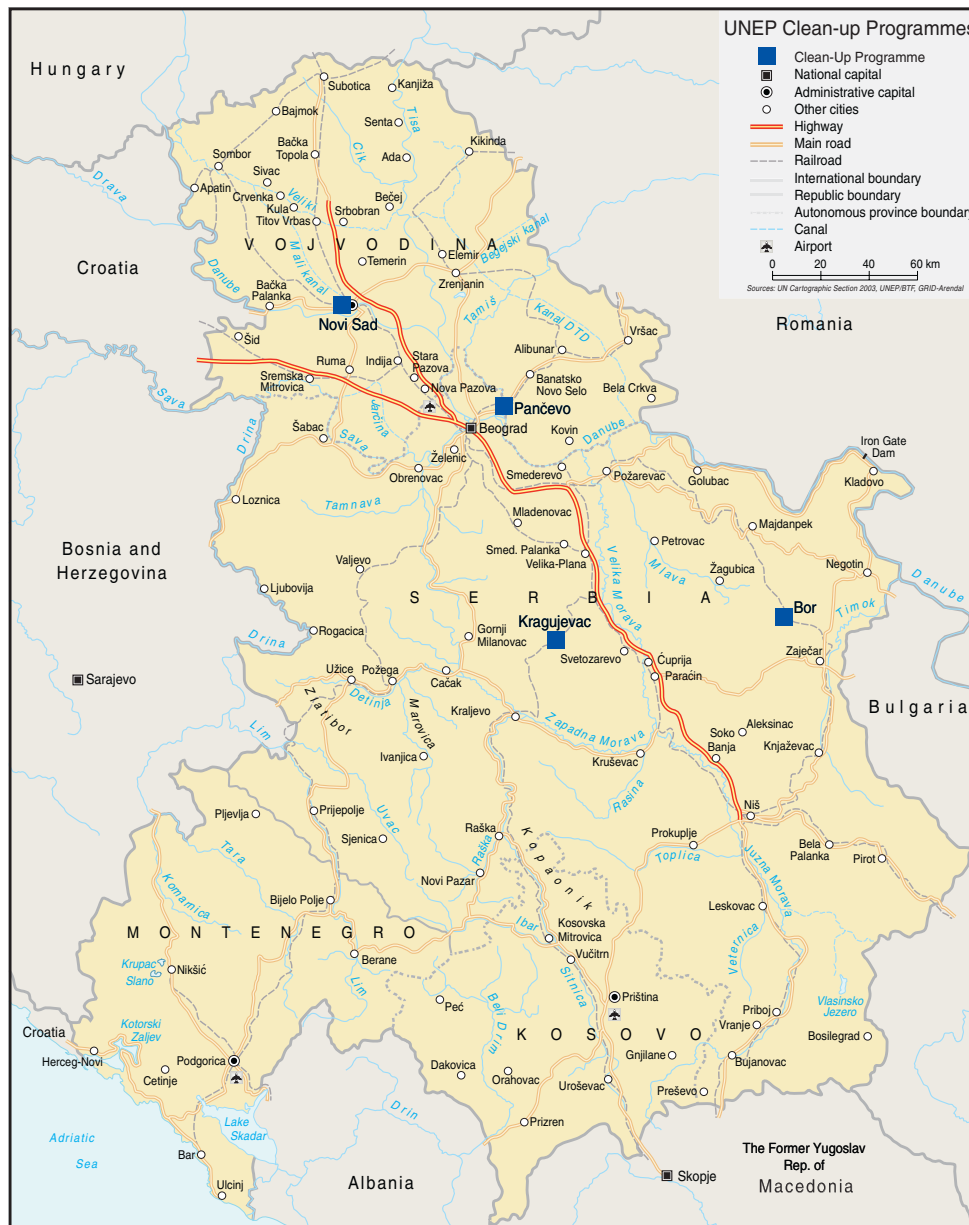 UNEP Clean-up Programmes
Clean-Up Programme
National capital
Administrative capital
Other cities
Highway
Main road
Railroad
International boundary
Republic boundary
Autonomous province boundary
Canal
Airport
0 20 40 60 km
Sources: UN Cartographic Section 2003, UNEP/BTF, GRID-Arendal
Hungary
Subotica
Kanjiža
Bajmok
Senta
Tisa
Bačka
Topola
Cik
Ada
Kikinda
Sombor
Drava
Apatin
Sivac
Crvenka
Kula
Titov Vrbas
Veliki
Srbobran
Bečej
VOJVODINA
Temerin
Elemir
Begejski kanal
Zrenjanin
Croatia
Danube
Mali kanal
Bačka
Palanka
Novi Sad
Tamiš
Kanal DTD
Romania
Vršac
Alibunar
Šid
Ruma
Indija
Stara
Pazova
Nova Pazova
Sremska
Mitrovica
Banatsko
Novo Selo
Bela Crkva
Pančevo
Sava
Drina
Jarčina
Beograd
Kovin
Danube
Šabac
Sava
Želenic
Obrenovac
Smederevo
Požarevac
Golubac
Iron Gate
Dam
Kladovo
Loznica
Tamnava
Mladenovac
Majdanpek
Bosnia and
Herzegovina
Valjevo
Smed. Palanka
Velika-Plana
Petrovac
Mlava
Žagubica
Negotin
Danube
Ljubovija
SERBIA
Velika Morava
Bor
Timok
Kragujevac
Drina
Rogacica
Gornji
Milanovac
Svetozarevo
Ćuprija
Paraćin
Zaječar
Sarajevo
Užice
Požega
Čačak
Detinja
Zlatibor
Marovica
Kraljevo
Zapadna Morava
Bulgaria
Lim
Ivanjica
Kruševac
Rasina
Soko
Banja
Aleksinac
Knjaževac
Pljevlja
Prijepolje
Uvac
Sjenica
Raška
Raška
Kopaonik
Niš
Prokuplje
Toplica
Bela
Palanka
Pirot
Tara
Komarnica
Novi Pazar
Juzna Morava
Bijelo Polje
Leskovac
MONTENEGRO
Ibar
Kosovska
Mitrovica
Vučitrn
Sitnica
Veternica
Berane
Lim
Krupac
Slano
Nikšić
Peć
Beli Drim
Priština
Vlasinsko
Jezero
Priboj
Vranje
KOSOVO
Bosilegrad
Croatia
Kotorski
Zaljev
Herceg-Novi
Podgorica
Cetinje
Gnjilane
Bujanovac
Dakovica
Orahovac
Uroševac
Preševo
Drin
Prizren
Lake
Skadar
Adriatic
Sea
Bar
Ulcinj
Albania
Skopje
The Former Yugoslav
Rep. of
Macedonia